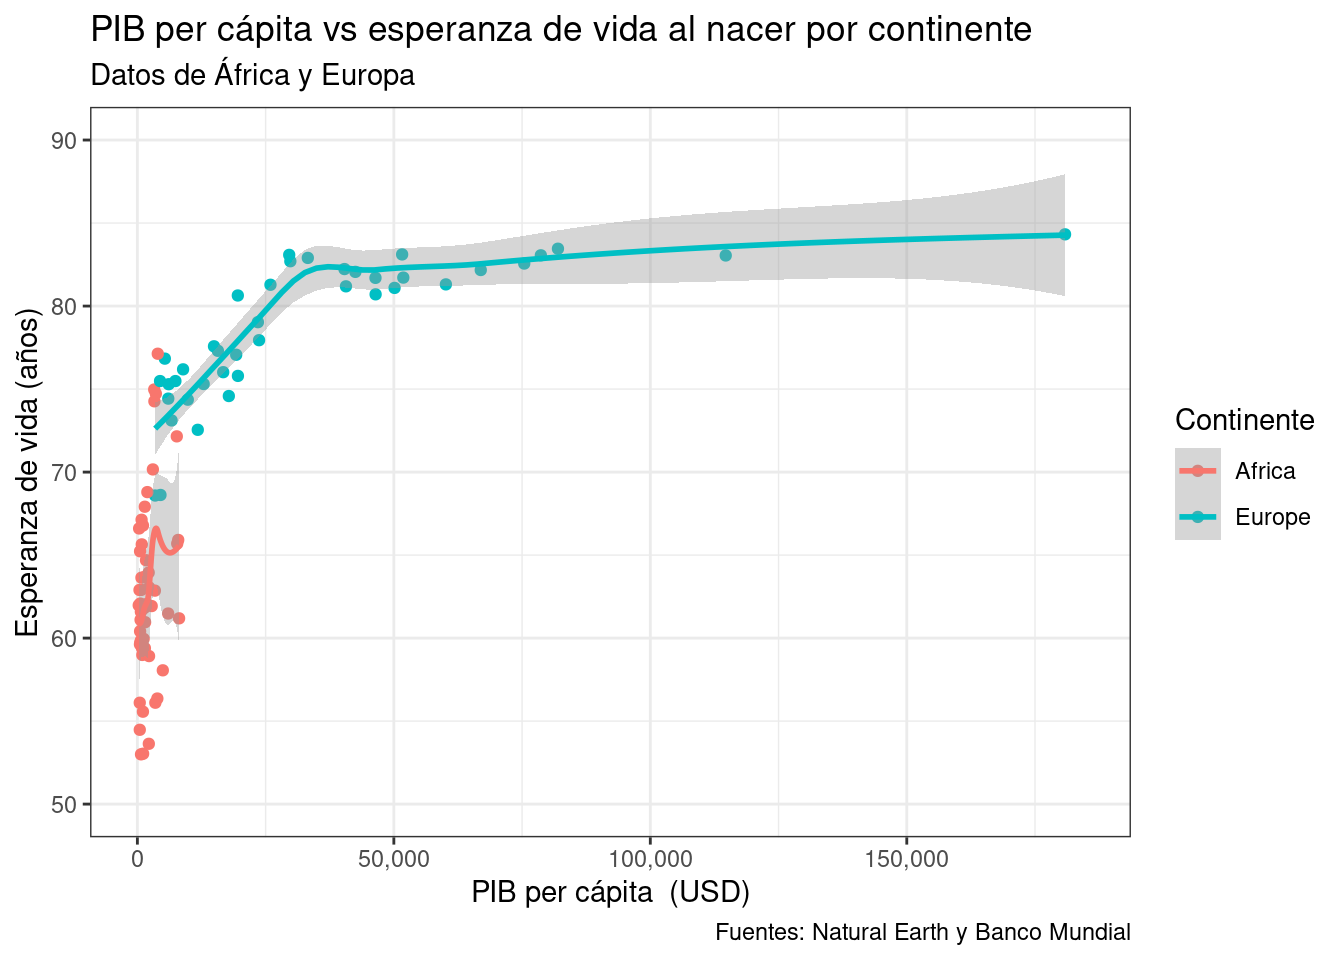 PIB per cápita vs esperanza de vida al nacer por continente
Datos de África y Europa
Esperanza de vida (años)
90
80
70
60
50
0
50,000
100,000
150,000
PIB per cápita  (USD)
Continente
Africa
Europe
Fuentes: Natural Earth y Banco Mundial